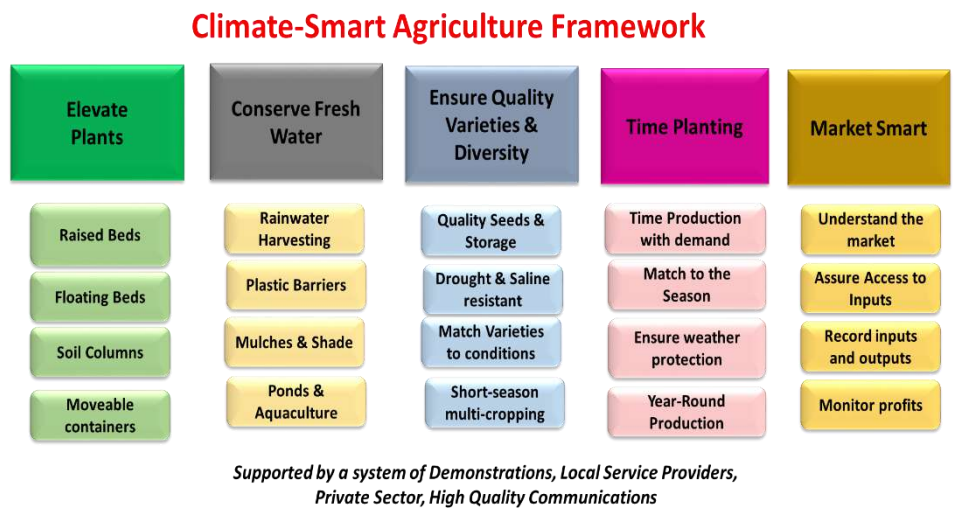 Climate-Smart Agriculture Framework
Elevate
Plants
Raised Beds
Floating Beds
Soil Columns
Moveable
containers
Conserve Fresh
Water
Rainwater
Harvesting
Plastic Barriers
Mulches & Shade
Ponds &
Aquaculture
Ensure Quality
Varieties &
Diversity
Quality Seeds &
Storage
Drought & Saline
resistant
Match Varieties
to conditions
Short-season
multi-cropping
Time Planting
Time Production
with demand
Match to the
Season
Ensure weather
protection
Year-Round
Production
Market Smart
Understand the
market
Assure Access to
Inputs
Record inputs
and outputs
Monitor profits
Supported by a system of Demonstrations, Local Service Providers,
Private Sector, High Quality Communications